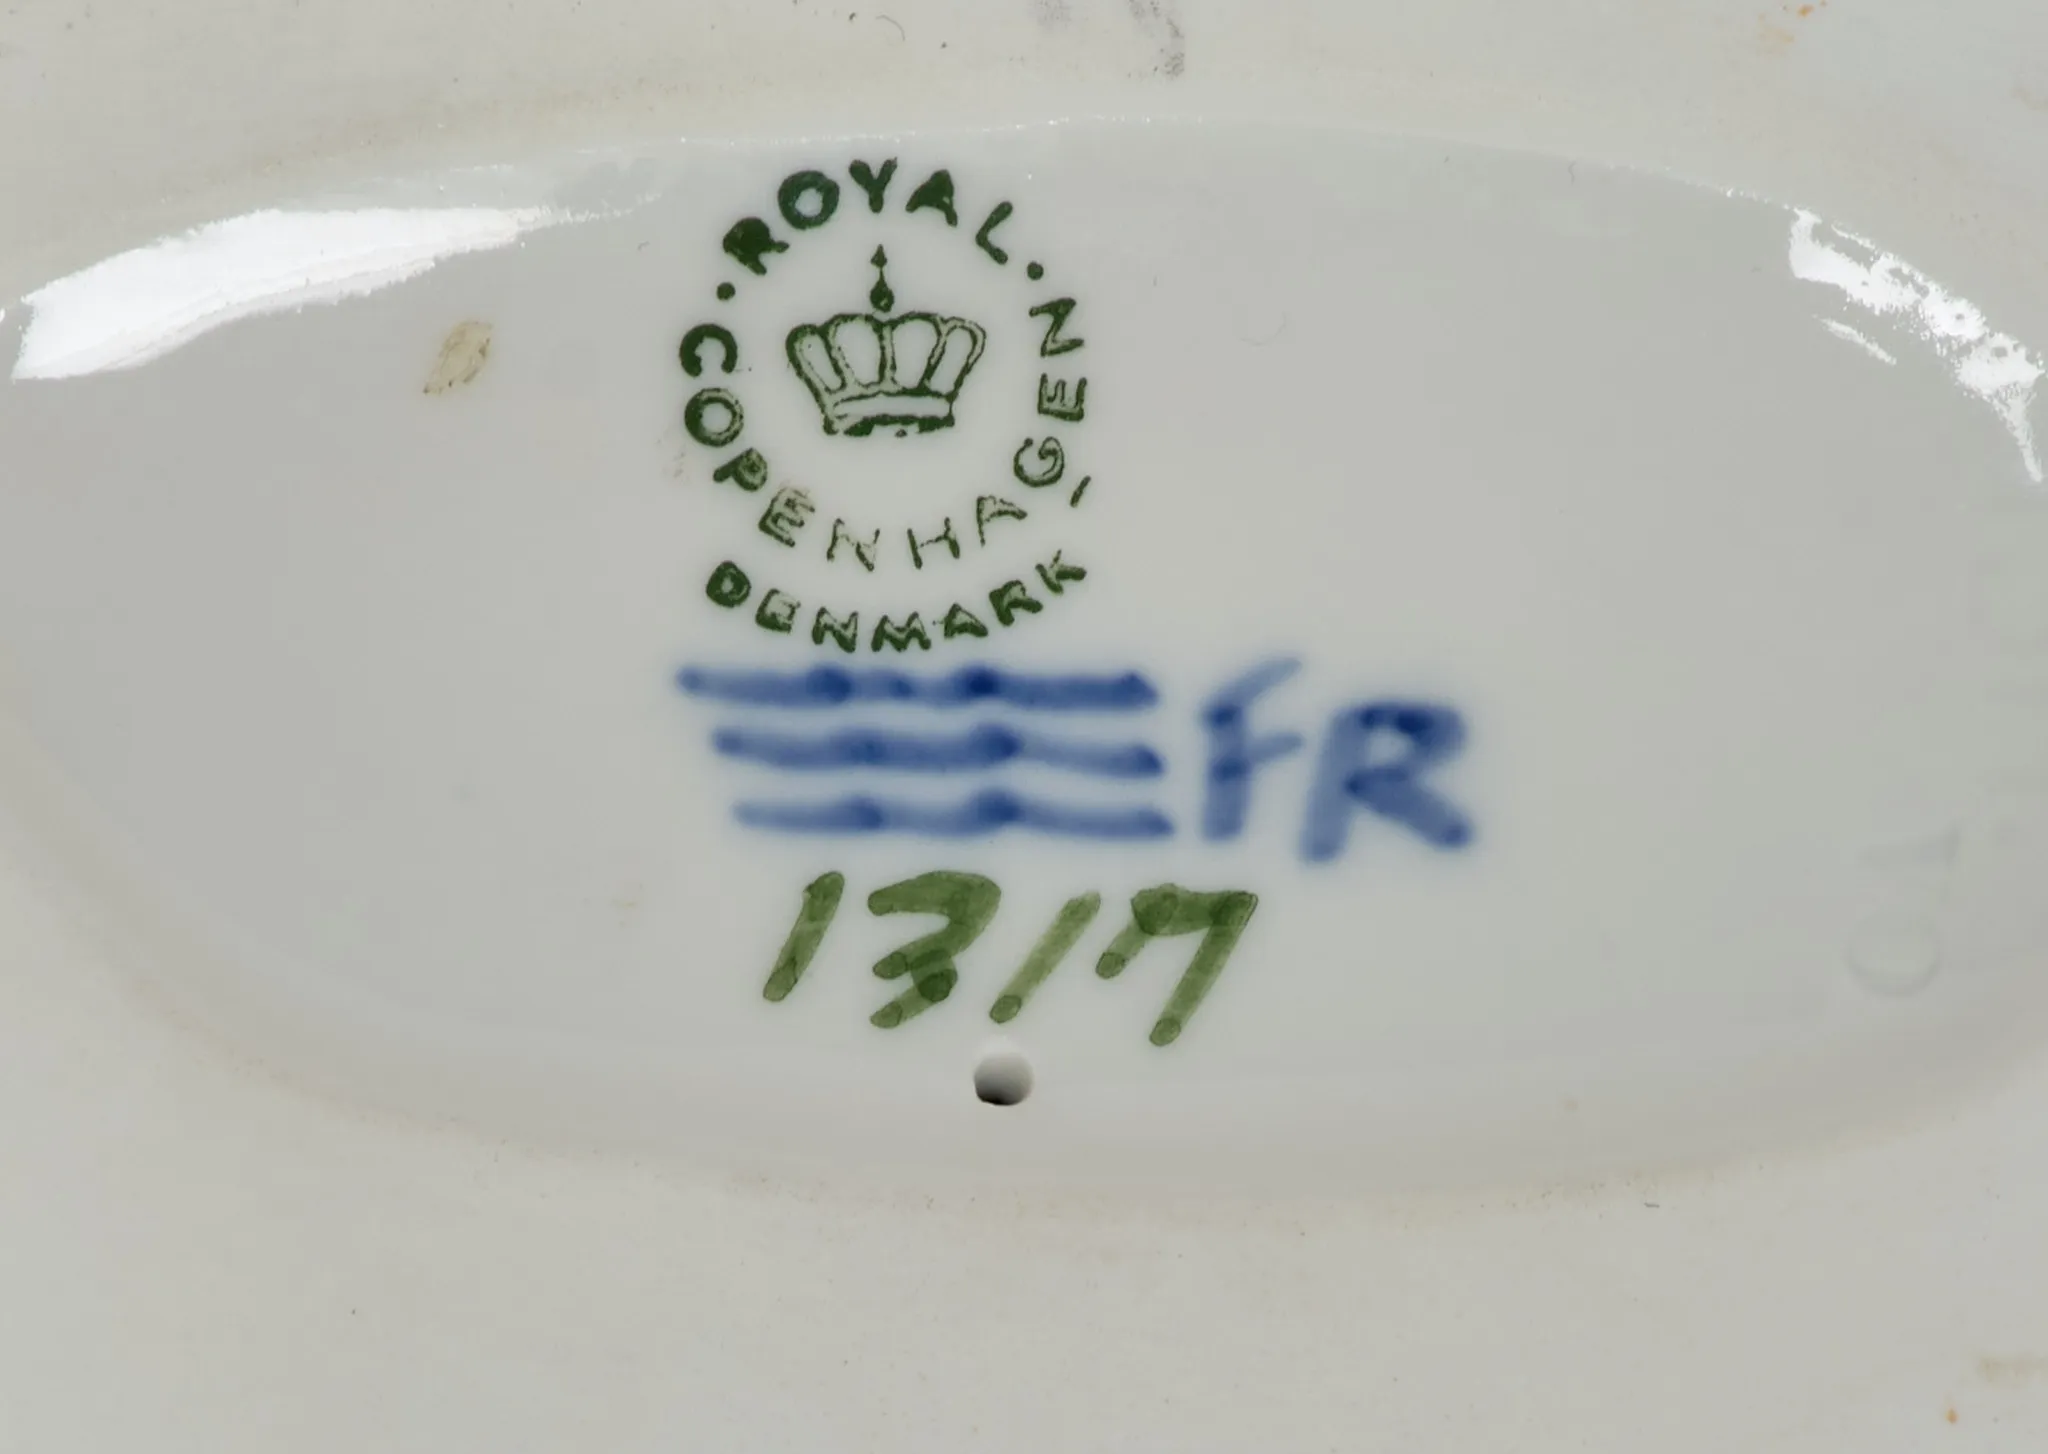 ROYAL
COPENHAGEN
DENMARK
FR
1317